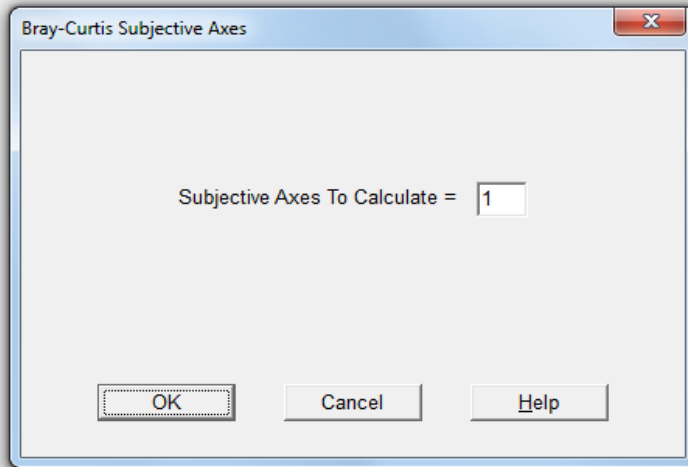 Bray-Curtis Subjective Axes
Subjective Axes To Calculate = 1
OK Cancel Help